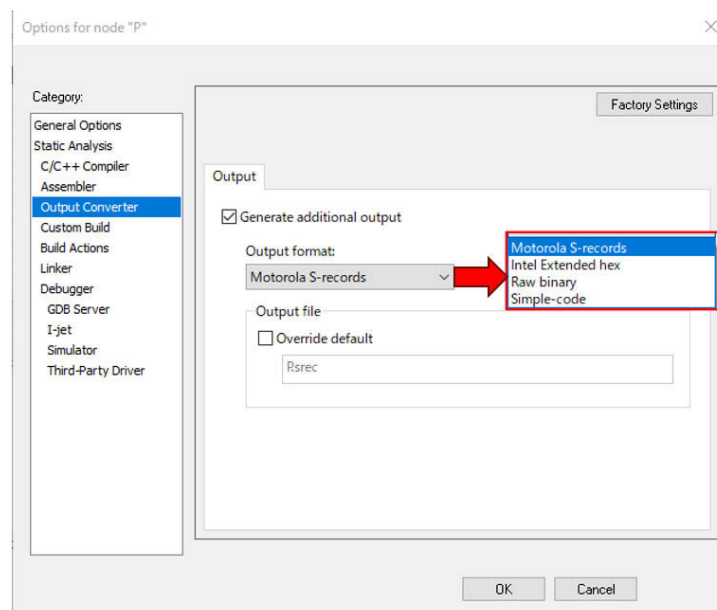 Options for node "P"
Category:
General Options
Static Analysis
C/C++ Compiler
Assembler
Output Converter
Custom Build
Build Actions
Linker
Debugger
GDB Server
I-jet
Simulator
Third-Party Driver
Factory Settings
Output
Generate additional output
Output format:
Motorola S-records
Motorola S-records
Intel Extended hex
Raw binary
Simple-code
Output file
Override default
P.srec
OK
Cancel